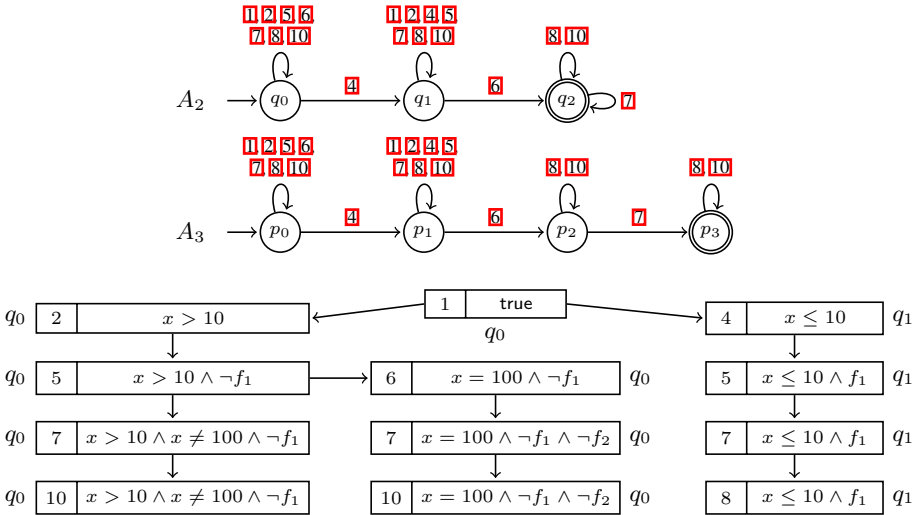 1, 2, 5, 6, 1, 2, 4, 5, 8, 10
7, 8, 10 7, 8, 10
A₂ q₀ 4 q₁ 6 q₂ 7
1, 2, 5, 6, 1, 2, 4, 5, 8, 10 8, 10
7, 8, 10 7, 8, 10
A₃ p₀ 4 p₁ 6 p₂ 7 p₃
1 true
q₀
q₀ 2 x > 10
4 x ≤ 10 q₁
q₀ 5 x > 10 ∧ ¬f₁
6 x = 100 ∧ ¬f₁ q₀
5 x ≤ 10 ∧ f₁ q₁
q₀ 7 x > 10 ∧ x ≠ 100 ∧ ¬f₁
7 x = 100 ∧ ¬f₁ ∧ ¬f₂ q₀
7 x ≤ 10 ∧ f₁ q₁
q₀ 10 x > 10 ∧ x ≠ 100 ∧ ¬f₁
10 x = 100 ∧ ¬f₁ ∧ ¬f₂ q₀
8 x ≤ 10 ∧ f₁ q₁